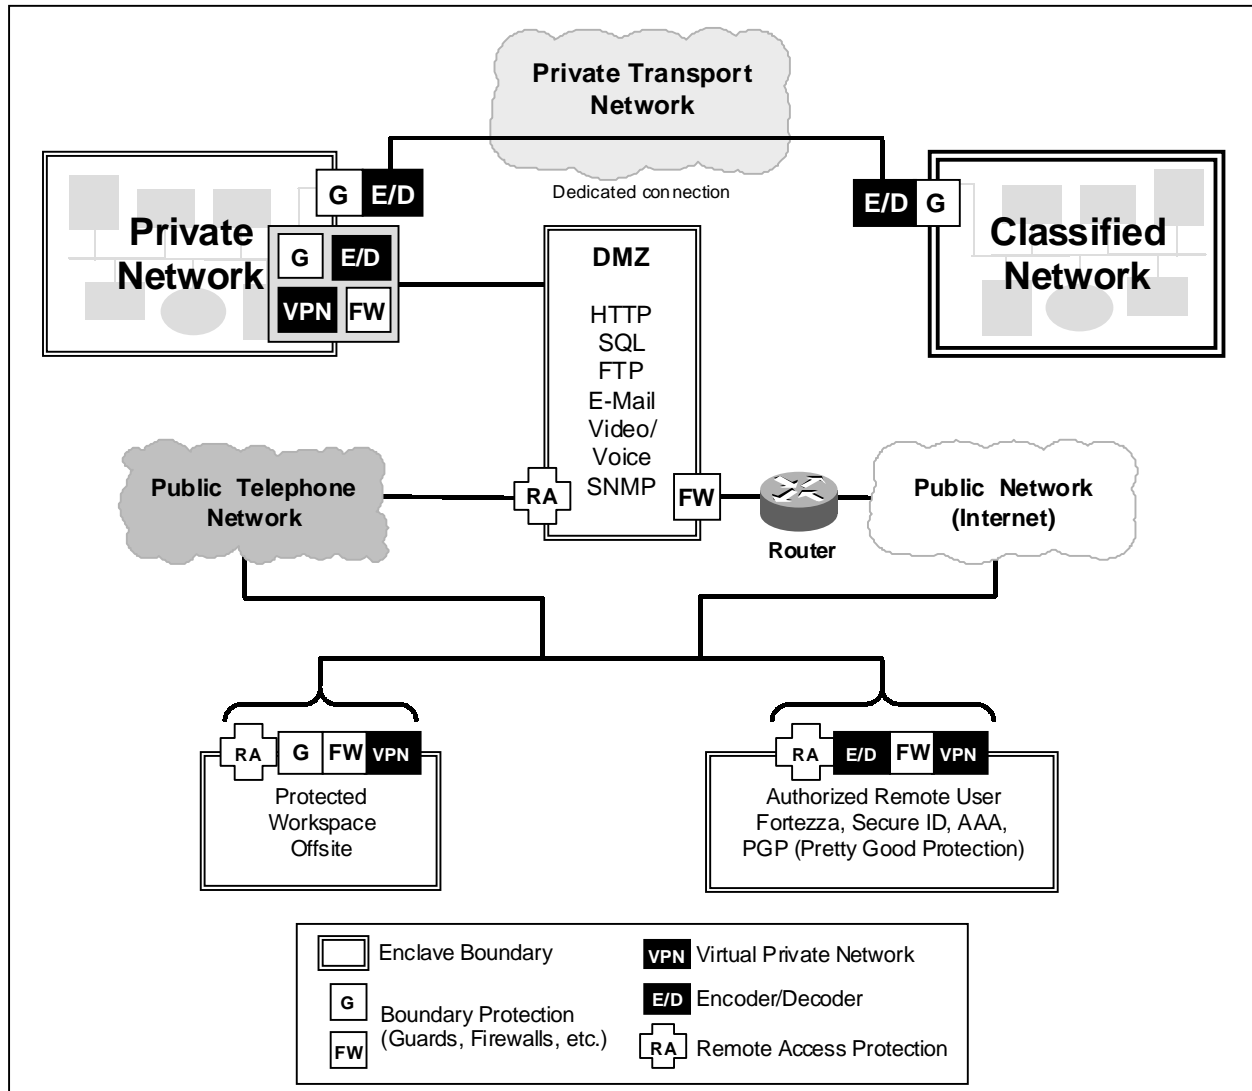 Private Transport
Network
Dedicated connection
G E/D
E/D G
Private
Network
G E/D
VPN FW
Classified
Network
DMZ
HTTP
SQL
FTP
E-Mail
Video/
Voice
SNMP
Public Telephone
Network
RA
FW
Router
Public Network
(Internet)
RA G FW VPN
Protected
Workspace
Offsite
RA E/D FW VPN
Authorized Remote User
Fortezza, Secure ID, AAA,
PGP (Pretty Good Protection)
Enclave Boundary
G
FW
Boundary Protection
(Guards, Firewalls, etc.)
VPN Virtual Private Network
E/D Encoder/Decoder
RA Remote Access Protection